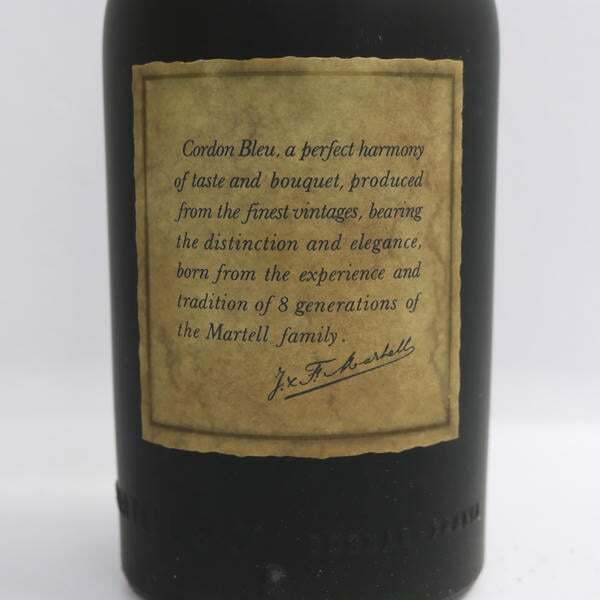 Cordon Bleu, a perfect harmony
of taste and bouquet, produced
from the finest vintages, bearing
the distinction and elegance,
born from the experience and
tradition of 8 generations of
the Martell family.
J. & F. Martell